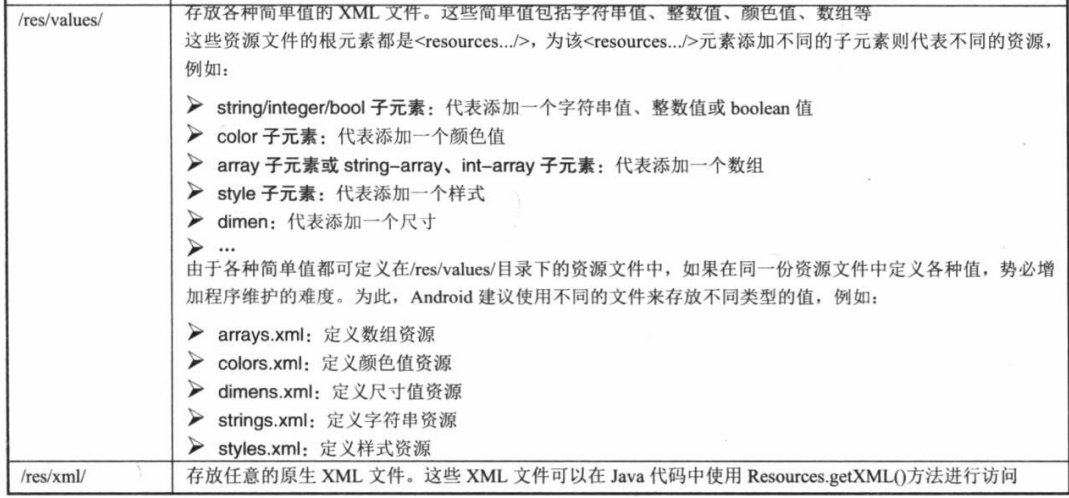 /res/values/
存放各种简单值的 XML 文件。这些简单值包括字符串值、整数值、颜色值、数组等
这些资源文件的根元素都是<resources.../>，为该<resources.../>元素添加不同的子元素则代表不同的资源，
例如：
➢ string/integer/bool 子元素：代表添加一个字符串值、整数值或 boolean 值
➢ color 子元素：代表添加一个颜色值
➢ array 子元素或 string-array、int-array 子元素：代表添加一个数组
➢ style 子元素：代表添加一个样式
➢ dimen：代表添加一个尺寸
➢ …
由于各种简单值都可定义在/res/values/目录下的资源文件中，如果在同一份资源文件中定义各种值，势必增
加程序维护的难度。为此，Android 建议使用不同的文件来存放不同类型的值，例如：
➢ arrays.xml：定义数组资源
➢ colors.xml：定义颜色值资源
➢ dimens.xml：定义尺寸值资源
➢ strings.xml：定义字符串资源
➢ styles.xml：定义样式资源
/res/xml/
存放任意的原生 XML 文件。这些 XML 文件可以在 Java 代码中使用 Resources.getXML()方法进行访问